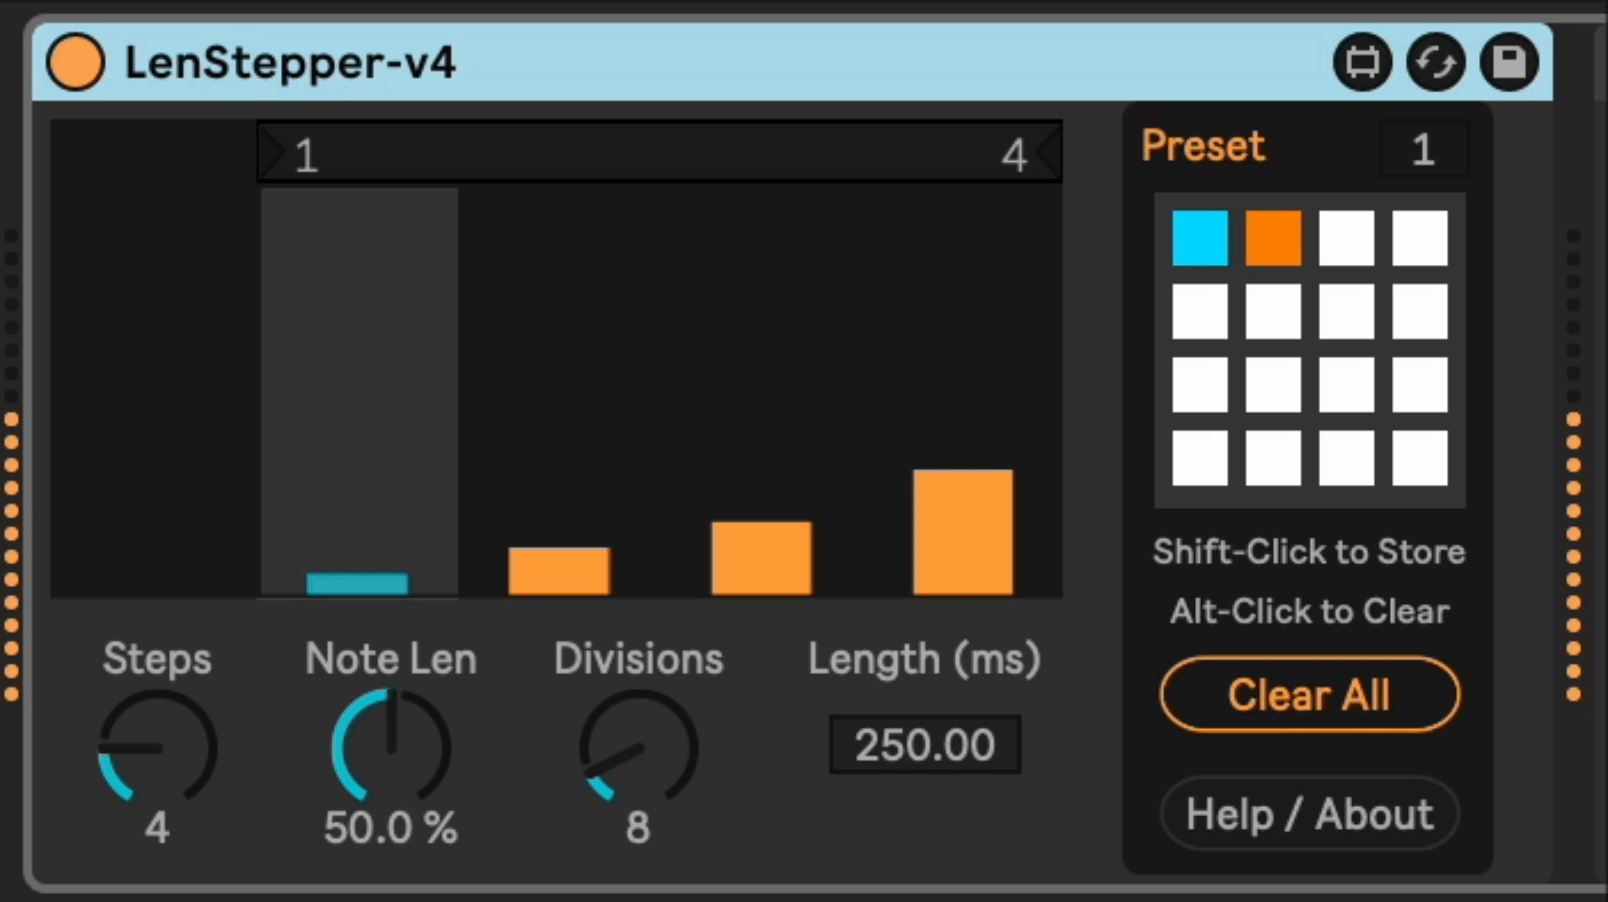 LenStepper-v4
1 4
Preset 1
Shift-Click to Store
Alt-Click to Clear
Clear All
Help / About
Steps Note Len Divisions Length (ms)
4 50.0 % 8 250.00